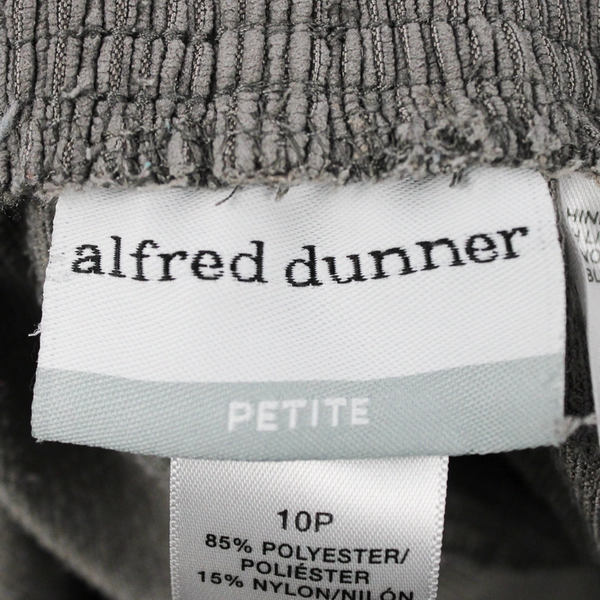 alfred dunner
PETITE
10P
85% POLYESTER/
POLIÉSTER
15% NYLON/NILÓN